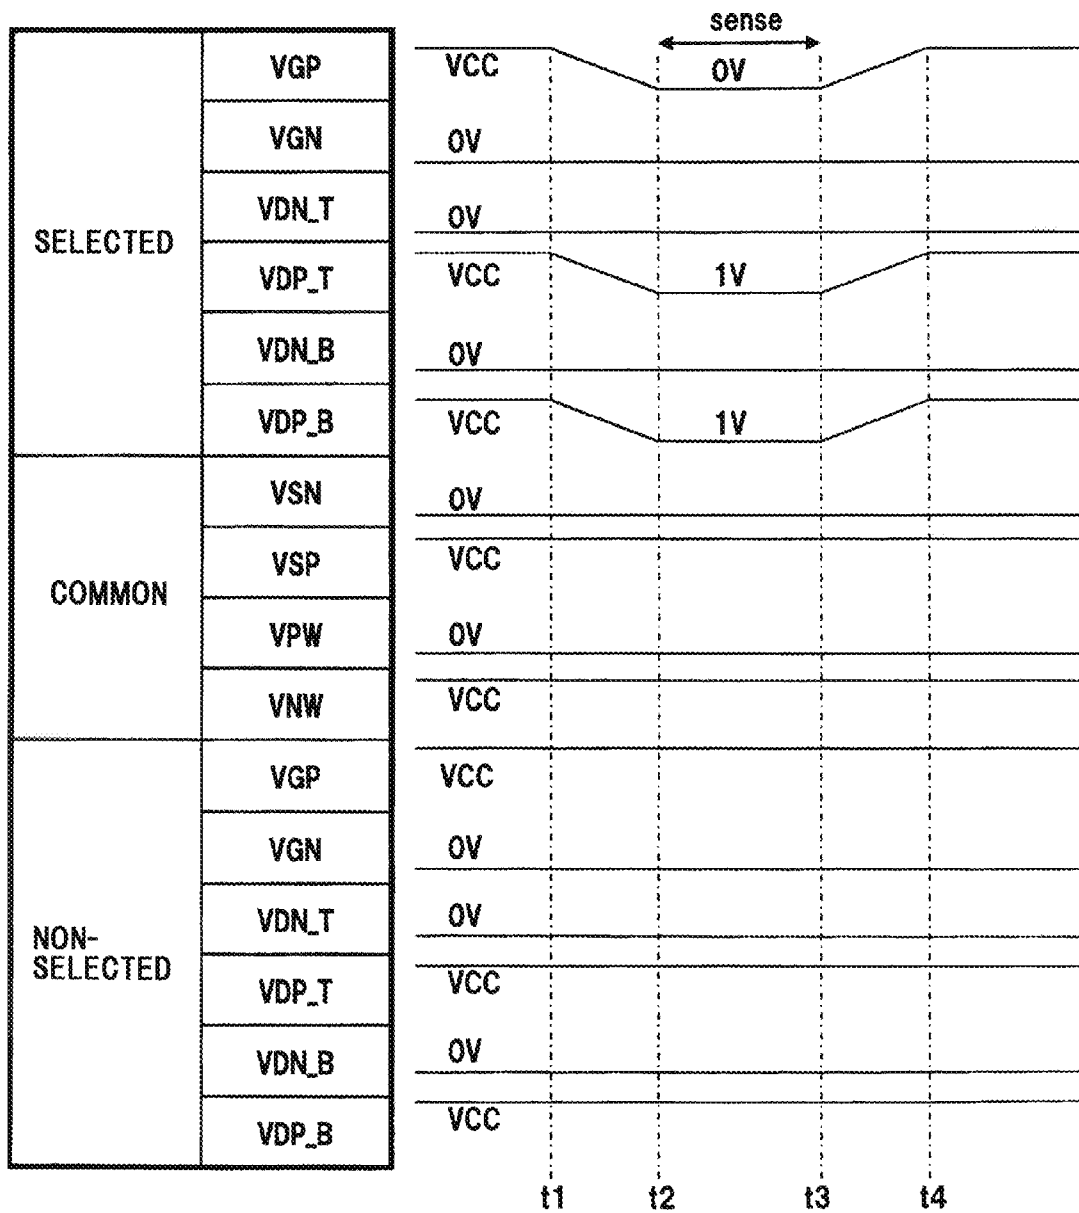 sense
SELECTED
VGP VCC 0V
VGN 0V
VDN_T 0V
VDP_T VCC 1V
VDN_B 0V
VDP_B VCC 1V
COMMON
VSN 0V
VSP VCC
VPW 0V
VNW VCC
NON-
SELECTED
VGP VCC
VGN 0V
VDN_T 0V
VDP_T VCC
VDN_B 0V
VDP_B VCC
t1 t2 t3 t4